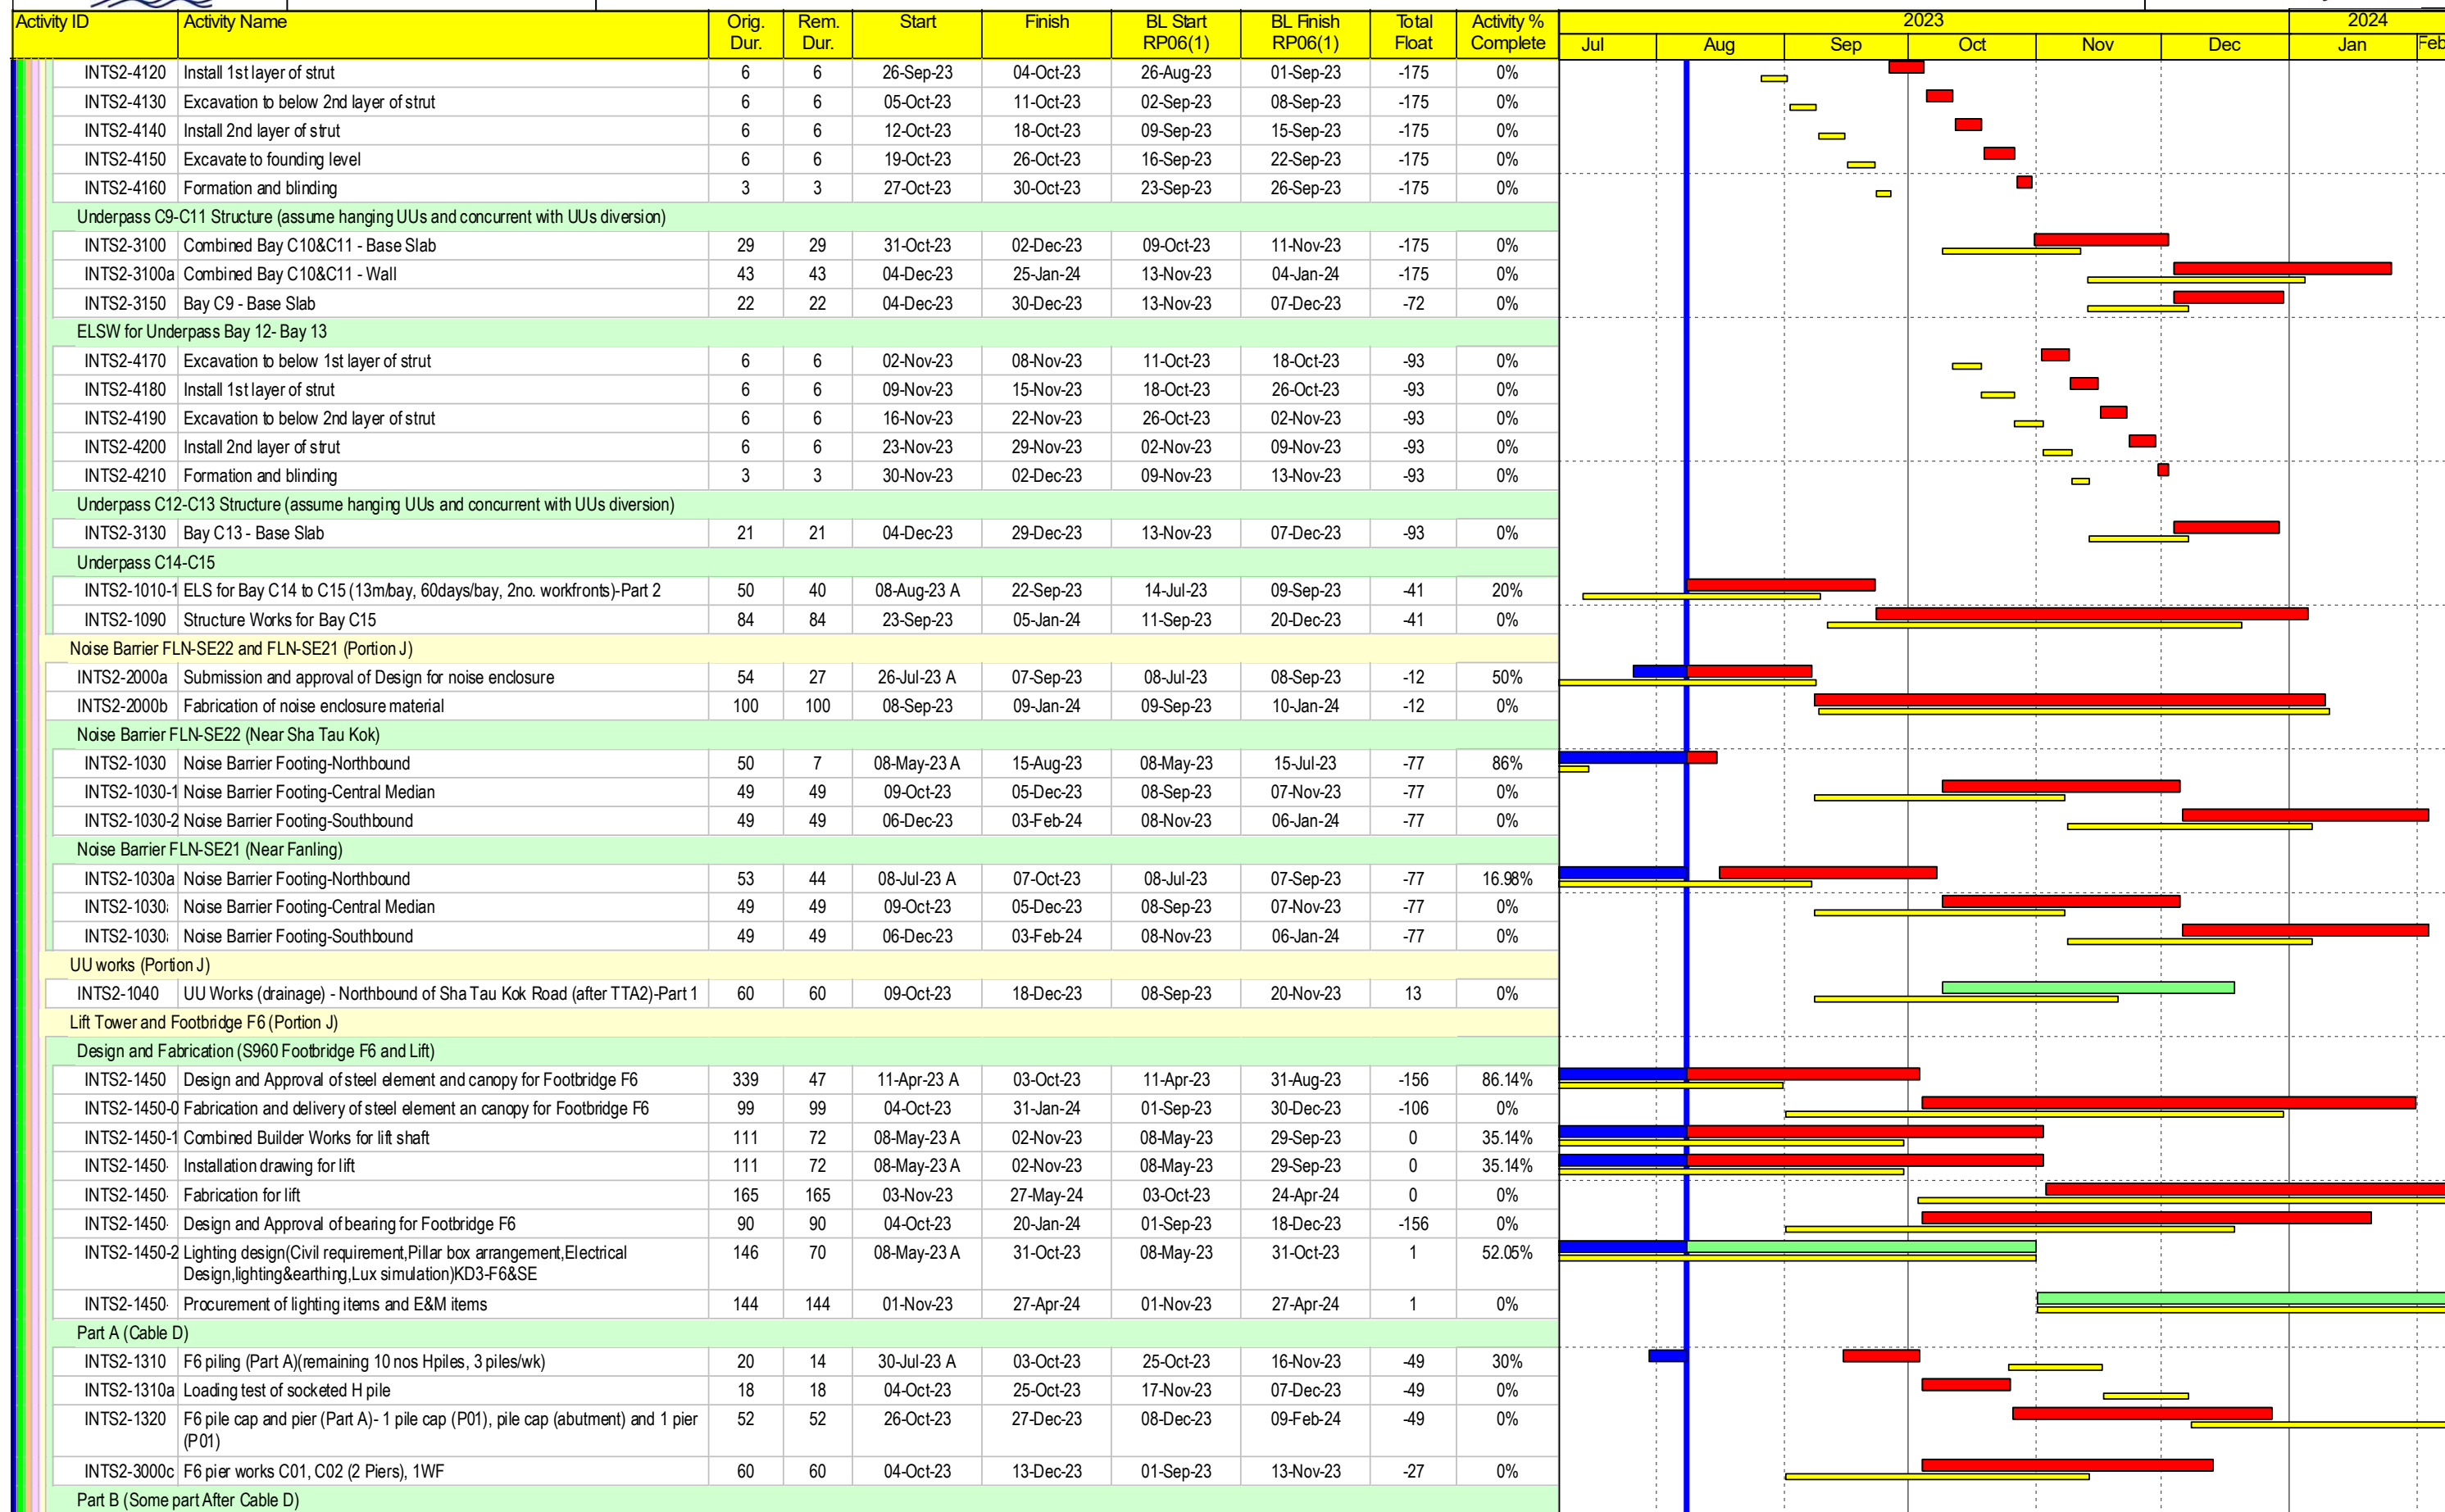 Activity ID Activity Name Orig. Dur. Rem. Dur. Start Finish BL Start RP06(1) BL Finish RP06(1) Total Float Activity % Complete 2023 2024
Jul Aug Sep Oct Nov Dec Jan Feb
INTS2-4120 Install 1st layer of strut 6 6 26-Sep-23 04-Oct-23 26-Aug-23 01-Sep-23 -175 0%
INTS2-4130 Excavation to below 2nd layer of strut 6 6 05-Oct-23 11-Oct-23 02-Sep-23 08-Sep-23 -175 0%
INTS2-4140 Install 2nd layer of strut 6 6 12-Oct-23 18-Oct-23 09-Sep-23 15-Sep-23 -175 0%
INTS2-4150 Excavate to founding level 6 6 19-Oct-23 26-Oct-23 16-Sep-23 22-Sep-23 -175 0%
INTS2-4160 Formation and blinding 3 3 27-Oct-23 30-Oct-23 23-Sep-23 26-Sep-23 -175 0%
Underpass C9-C11 Structure (assume hanging UUs and concurrent with UUs diversion)
INTS2-3100 Combined Bay C10&C11 - Base Slab 29 29 31-Oct-23 02-Dec-23 09-Oct-23 11-Nov-23 -175 0%
INTS2-3100a Combined Bay C10&C11 - Wall 43 43 04-Dec-23 25-Jan-24 13-Nov-23 04-Jan-24 -175 0%
INTS2-3150 Bay C9 - Base Slab 22 22 04-Dec-23 30-Dec-23 13-Nov-23 07-Dec-23 -72 0%
ELSW for Underpass Bay 12- Bay 13
INTS2-4170 Excavation to below 1st layer of strut 6 6 02-Nov-23 08-Nov-23 11-Oct-23 18-Oct-23 -93 0%
INTS2-4180 Install 1st layer of strut 6 6 09-Nov-23 15-Nov-23 18-Oct-23 26-Oct-23 -93 0%
INTS2-4190 Excavation to below 2nd layer of strut 6 6 16-Nov-23 22-Nov-23 26-Oct-23 02-Nov-23 -93 0%
INTS2-4200 Install 2nd layer of strut 6 6 23-Nov-23 29-Nov-23 02-Nov-23 09-Nov-23 -93 0%
INTS2-4210 Formation and blinding 3 3 30-Nov-23 02-Dec-23 09-Nov-23 13-Nov-23 -93 0%
Underpass C12-C13 Structure (assume hanging UUs and concurrent with UUs diversion)
INTS2-3130 Bay C13 - Base Slab 21 21 04-Dec-23 29-Dec-23 13-Nov-23 07-Dec-23 -93 0%
Underpass C14-C15
INTS2-1010-1 ELS for Bay C14 to C15 (13m/bay, 60days/bay, 2no. workfronts)-Part 2 50 40 08-Aug-23 A 22-Sep-23 14-Jul-23 09-Sep-23 -41 20%
INTS2-1090 Structure Works for Bay C15 84 84 23-Sep-23 05-Jan-24 11-Sep-23 20-Dec-23 -41 0%
Noise Barrier FLN-SE22 and FLN-SE21 (Portion J)
INTS2-2000a Submission and approval of Design for noise enclosure 54 27 26-Jul-23 A 07-Sep-23 08-Jul-23 08-Sep-23 -12 50%
INTS2-2000b Fabrication of noise enclosure material 100 100 08-Sep-23 09-Jan-24 09-Sep-23 10-Jan-24 -12 0%
Noise Barrier FLN-SE22 (Near Sha Tau Kok)
INTS2-1030 Noise Barrier Footing-Northbound 50 7 08-May-23 A 15-Aug-23 08-May-23 15-Jul-23 -77 86%
INTS2-1030-1 Noise Barrier Footing-Central Median 49 49 09-Oct-23 05-Dec-23 08-Sep-23 07-Nov-23 -77 0%
INTS2-1030-2 Noise Barrier Footing-Southbound 49 49 06-Dec-23 03-Feb-24 08-Nov-23 06-Jan-24 -77 0%
Noise Barrier FLN-SE21 (Near Fanling)
INTS2-1030a Noise Barrier Footing-Northbound 53 44 08-Jul-23 A 07-Oct-23 08-Jul-23 07-Sep-23 -77 16.98%
INTS2-1030 Noise Barrier Footing-Central Median 49 49 09-Oct-23 05-Dec-23 08-Sep-23 07-Nov-23 -77 0%
INTS2-1030 Noise Barrier Footing-Southbound 49 49 06-Dec-23 03-Feb-24 08-Nov-23 06-Jan-24 -77 0%
UU works (Portion J)
INTS2-1040 UU Works (drainage) - Northbound of Sha Tau Kok Road (after TTA2)-Part 1 60 60 09-Oct-23 18-Dec-23 08-Sep-23 20-Nov-23 13 0%
Lift Tower and Footbridge F6 (Portion J)
Design and Fabrication (S960 Footbridge F6 and Lift)
INTS2-1450 Design and Approval of steel element and canopy for Footbridge F6 339 47 11-Apr-23 A 03-Oct-23 11-Apr-23 31-Aug-23 -156 86.14%
INTS2-1450-0 Fabrication and delivery of steel element an canopy for Footbridge F6 99 99 04-Oct-23 31-Jan-24 01-Sep-23 30-Dec-23 -106 0%
INTS2-1450-1 Combined Builder Works for lift shaft 111 72 08-May-23 A 02-Nov-23 08-May-23 29-Sep-23 0 35.14%
INTS2-1450- Installation drawing for lift 111 72 08-May-23 A 02-Nov-23 08-May-23 29-Sep-23 0 35.14%
INTS2-1450- Fabrication for lift 165 165 03-Nov-23 27-May-24 03-Oct-23 24-Apr-24 0 0%
INTS2-1450- Design and Approval of bearing for Footbridge F6 90 90 04-Oct-23 20-Jan-24 01-Sep-23 18-Dec-23 -156 0%
INTS2-1450-2 Lighting design(Civil requirement,Pillar box arrangement,Electrical 146 70 08-May-23 A 31-Oct-23 08-May-23 31-Oct-23 1 52.05%
Design,lighting&earthing,Lux simulation)KD3-F6&SE
INTS2-1450- Procurement of lighting items and E&M items 144 144 01-Nov-23 27-Apr-24 01-Nov-23 27-Apr-24 1 0%
Part A (Cable D)
INTS2-1310 F6 piling (Part A)(remaining 10 nos Hpiles, 3 piles/wk) 20 14 30-Jul-23 A 03-Oct-23 25-Oct-23 16-Nov-23 -49 30%
INTS2-1310a Loading test of socketed H pile 18 18 04-Oct-23 25-Oct-23 17-Nov-23 07-Dec-23 -49 0%
INTS2-1320 F6 pile cap and pier (Part A)- 1 pile cap (P01), pile cap (abutment) and 1 pier 52 52 26-Oct-23 27-Dec-23 08-Dec-23 09-Feb-24 -49 0%
(P01)
INTS2-3000c F6 pier works C01, C02 (2 Piers), 1WF 60 60 04-Oct-23 13-Dec-23 01-Sep-23 13-Nov-23 -27 0%
Part B (Some part After Cable D)